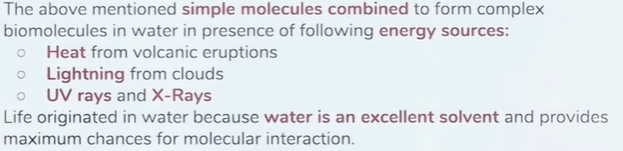 The above mentioned simple molecules combined to form complex
biomolecules in water in presence of following energy sources:
○ Heat from volcanic eruptions
○ Lightning from clouds
○ UV rays and X-Rays
Life originated in water because water is an excellent solvent and provides
maximum chances for molecular interaction.